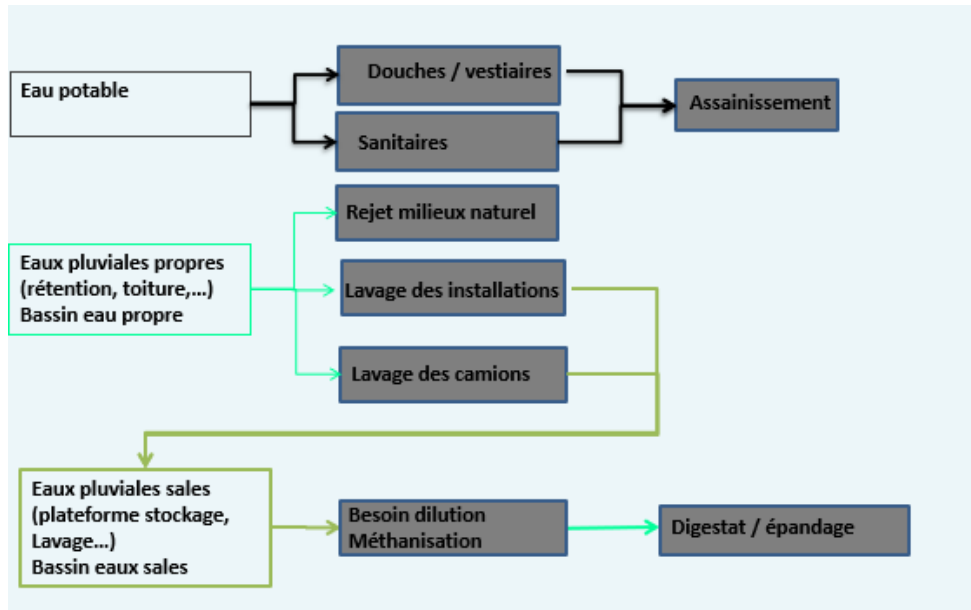 Eau potable
Douches / vestiaires
Sanitaires
Assainissement
Eaux pluviales propres
(rétention, toiture,...)
Bassin eau propre
Rejet milieux naturel
Lavage des installations
Lavage des camions
Eaux pluviales sales
(plateforme stockage,
Lavage...)
Bassin eaux sales
Besoin dilution
Méthanisation
Digestat / épandage